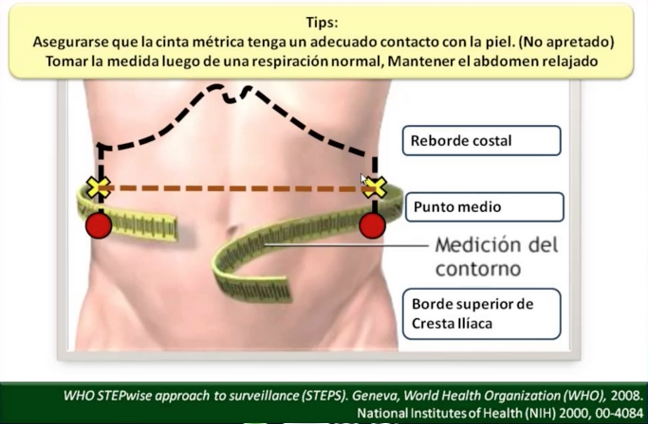 Tips:
Asegurarse que la cinta métrica tenga un adecuado contacto con la piel. (No apretado)
Tomar la medida luego de una respiración normal, Mantener el abdomen relajado
Reborde costal
Punto medio
Medición del
contorno
Borde superior de
Cresta Ilíaca
WHO STEPwise approach to surveillance (STEPS). Geneva, World Health Organization (WHO), 2008.
National Institutes of Health (NIH) 2000, 00-4084